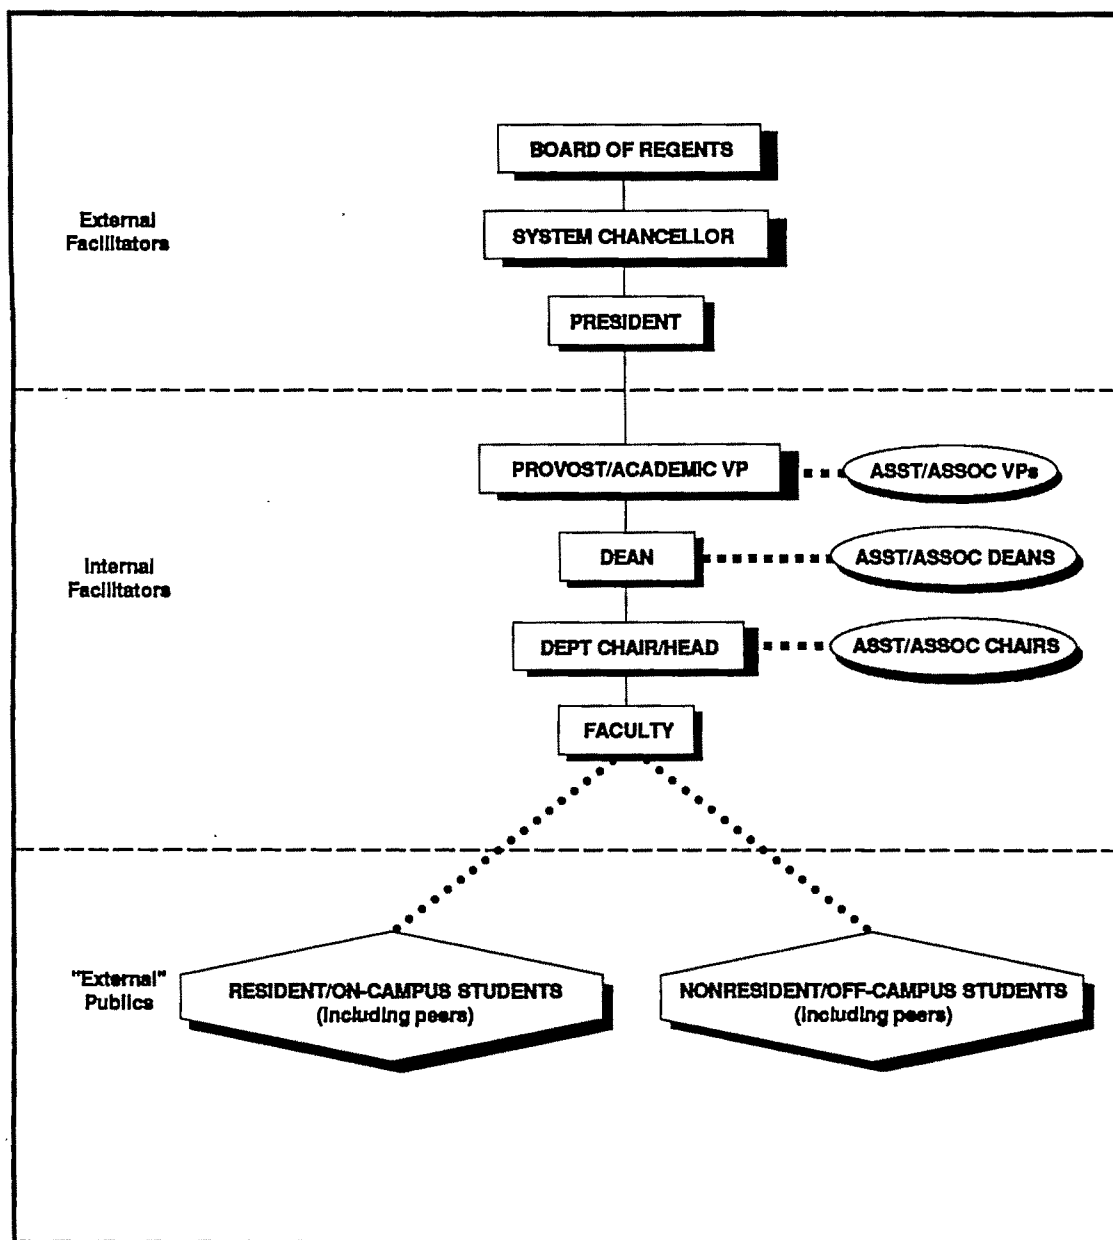 BOARD OF REGENTS
External
Facilitators
SYSTEM CHANCELLOR
PRESIDENT
PROVOST/ACADEMIC VP
ASST/ASSOC VPs
Internal
Facilitators
DEAN
ASST/ASSOC DEANS
DEPT CHAIR/HEAD
ASST/ASSOC CHAIRS
FACULTY
"External"
Publics
RESIDENT/ON-CAMPUS STUDENTS
(Including peers)
NONRESIDENT/OFF-CAMPUS STUDENTS
(Including peers)